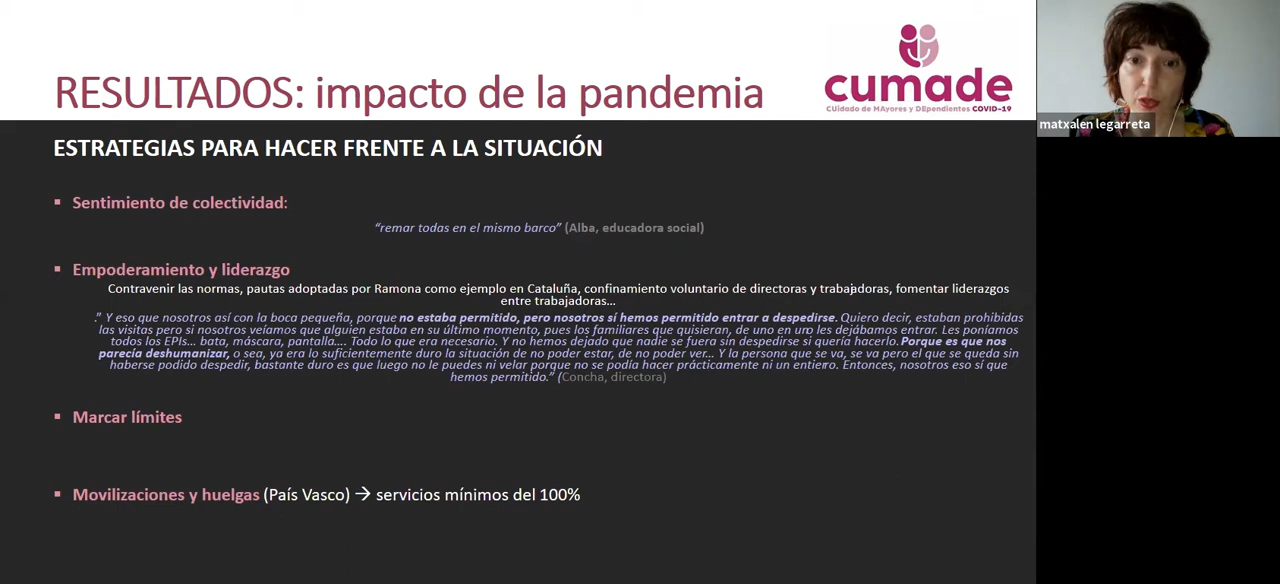 RESULTADOS: impacto de la pandemia
cumade
CUidado de MAyores y DEpendientes COVID-19
matxalen legarreta
ESTRATEGIAS PARA HACER FRENTE A LA SITUACIÓN
▪ Sentimiento de colectividad:
“remar todas en el mismo barco” (Alba, educadora social)
▪ Empoderamiento y liderazgo
Contravenir las normas, pautas adoptadas por Ramona como ejemplo en Cataluña, confinamiento voluntario de directoras y trabajadoras, fomentar liderazgos
entre trabajadoras…
.” Y eso que nosotros así con la boca pequeña, porque no estaba permitido, pero nosotros sí hemos permitido entrar a despedirse. Quiero decir, estaban prohibidas
las visitas pero si nosotros veíamos que alguien estaba en su último momento, pues los familiares que quisieran, de uno en uno les dejábamos entrar. Les poníamos
todos los EPIs… bata, máscara, pantalla…. Todo lo que era necesario. Y no hemos dejado que nadie se fuera sin despedirse si quería hacerlo. Porque es que nos
parecía deshumanizar, o sea, ya era lo suficientemente duro la situación de no poder estar, de no poder ver… Y la persona que se va, se va pero el que se queda sin
haberse podido despedir, bastante duro es que luego no le puedes ni velar porque no se podía hacer prácticamente ni un entierro. Entonces, nosotros eso sí que
hemos permitido.” (Concha, directora)
▪ Marcar límites
▪ Movilizaciones y huelgas (País Vasco) → servicios mínimos del 100%